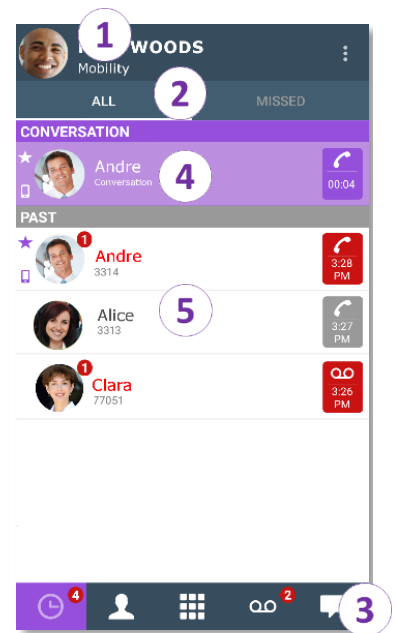 1
WOODS
Mobility
ALL
2
MISSED
CONVERSATION
Andre
Conversation
4
00:04
PAST
1
Andre
3314
3:28
PM
Alice
3313
5
3:27
PM
1
Clara
77051
3:26
PM
4
2
3